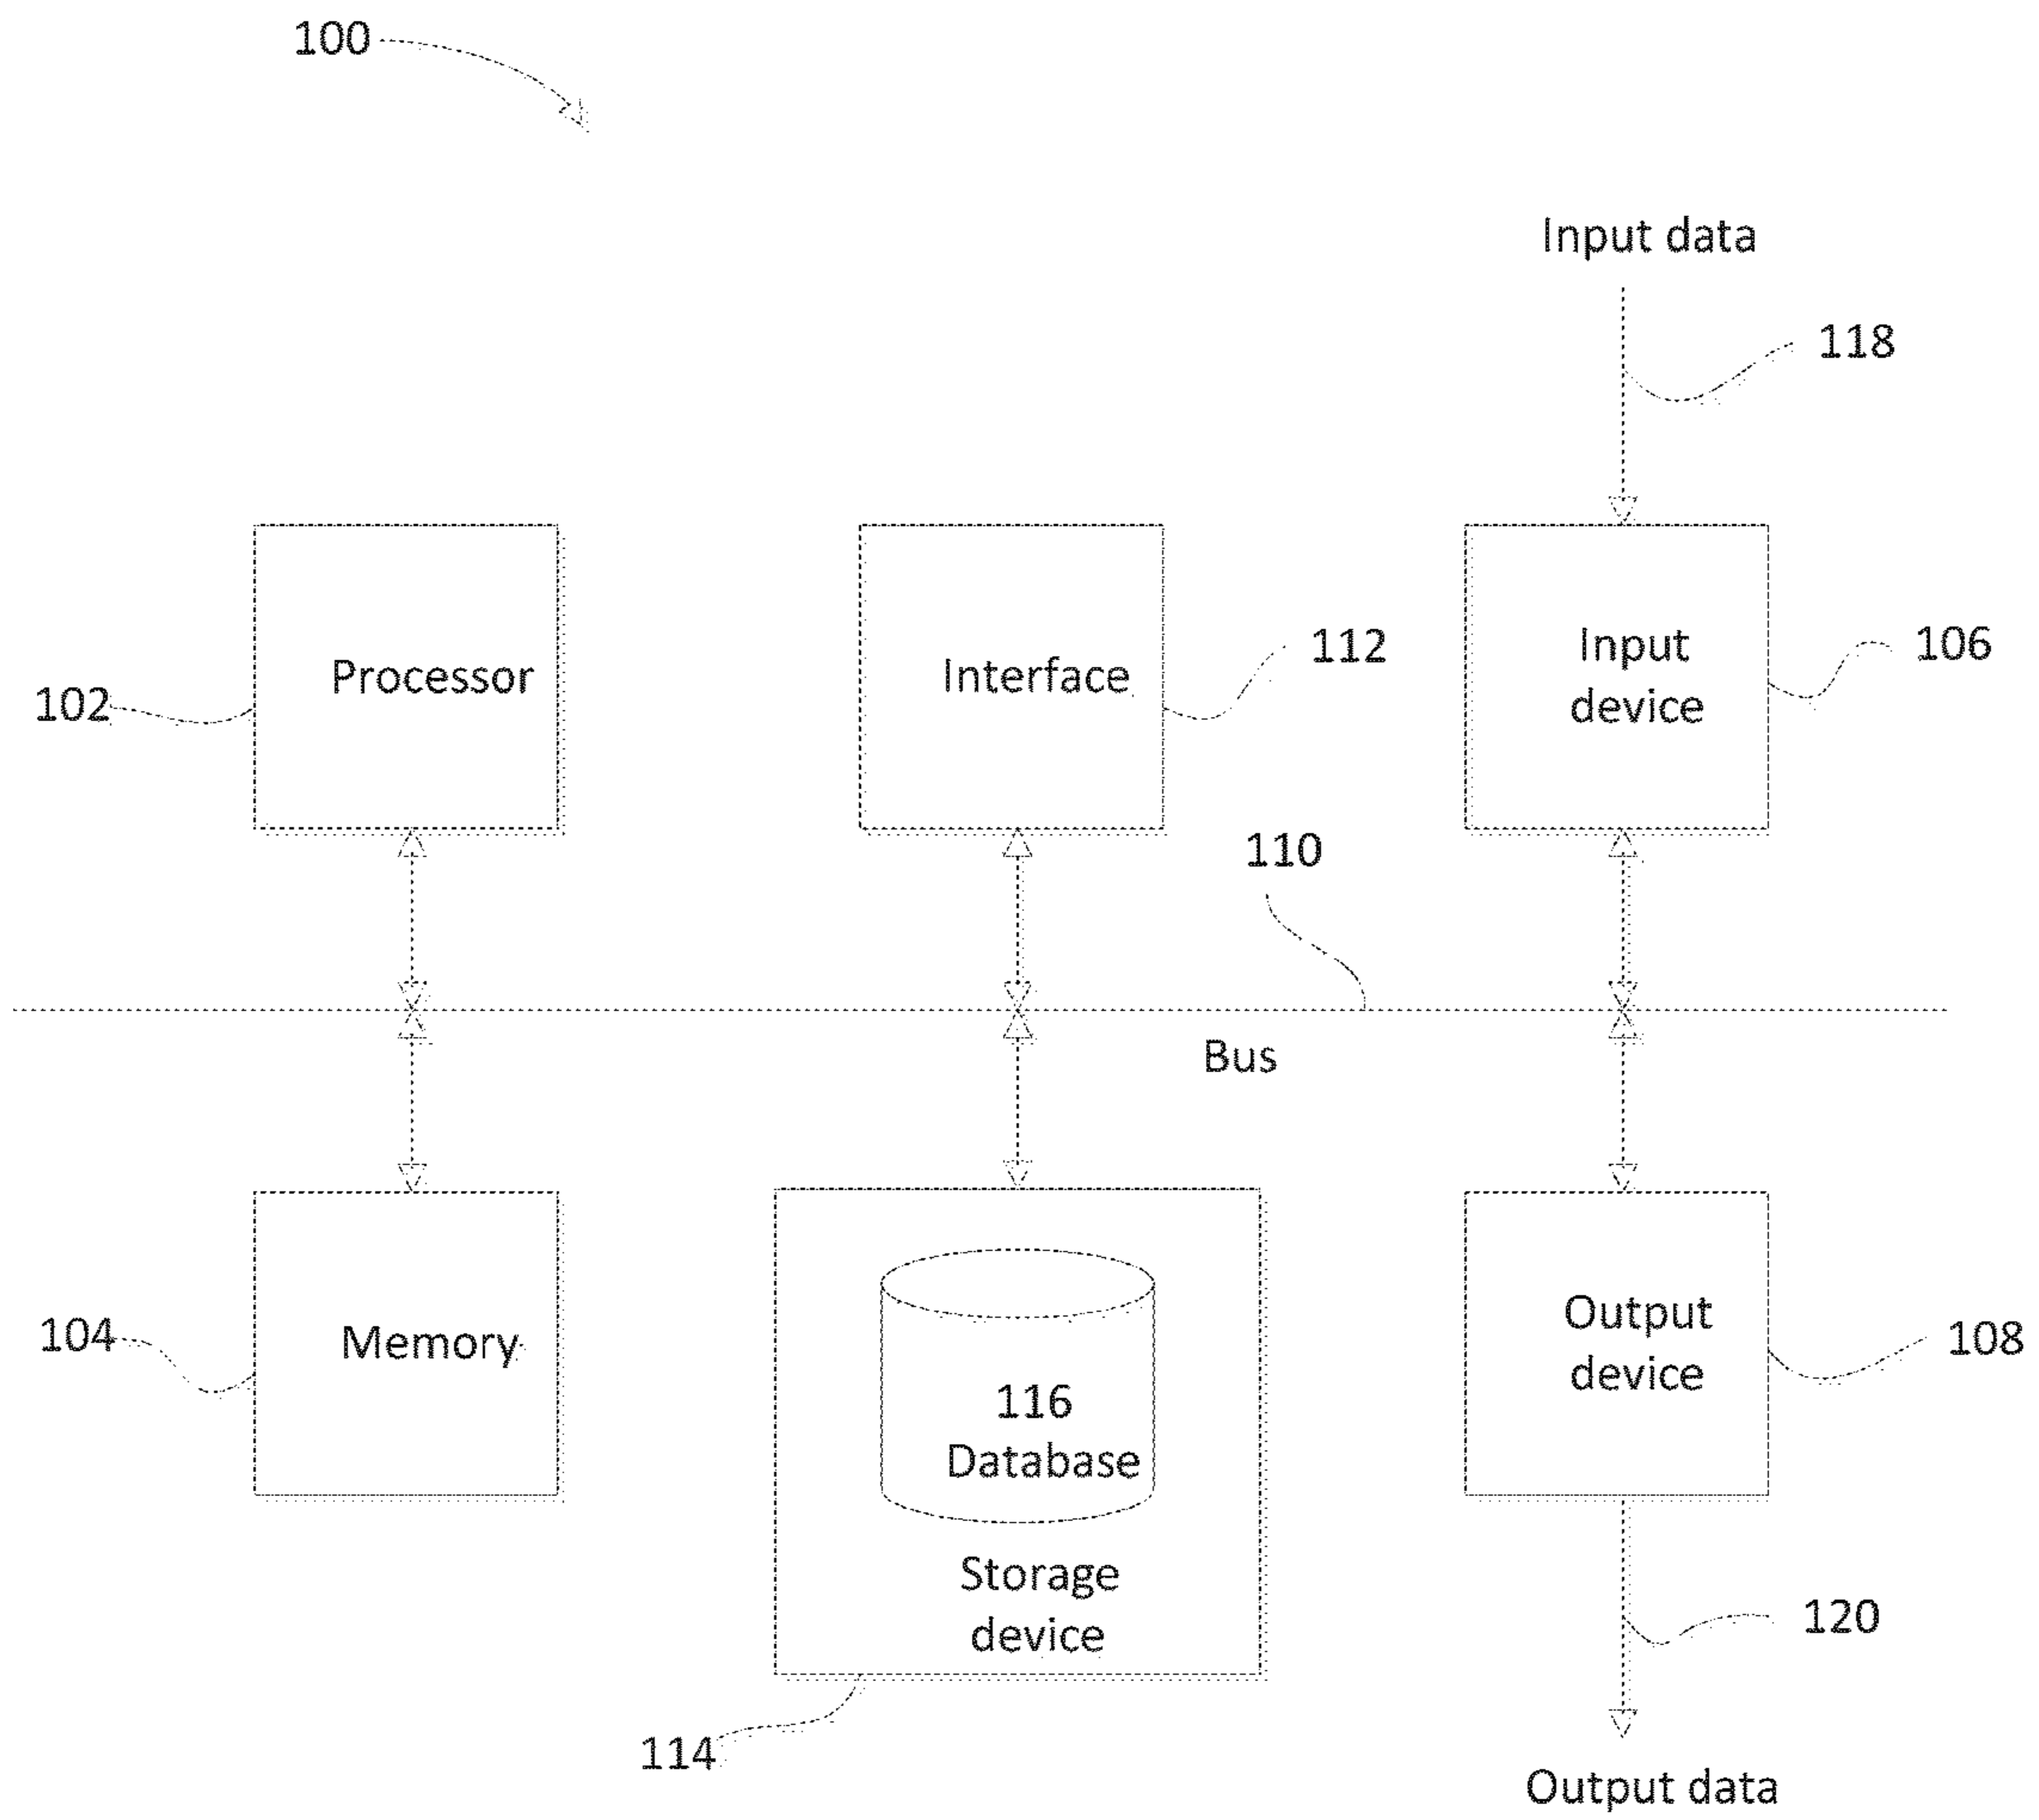 100
Input data
118
Processor
102
Interface
112
Input
device
106
110
Bus
Memory
104
116
Database
Storage
device
114
Output
device
108
120
Output data